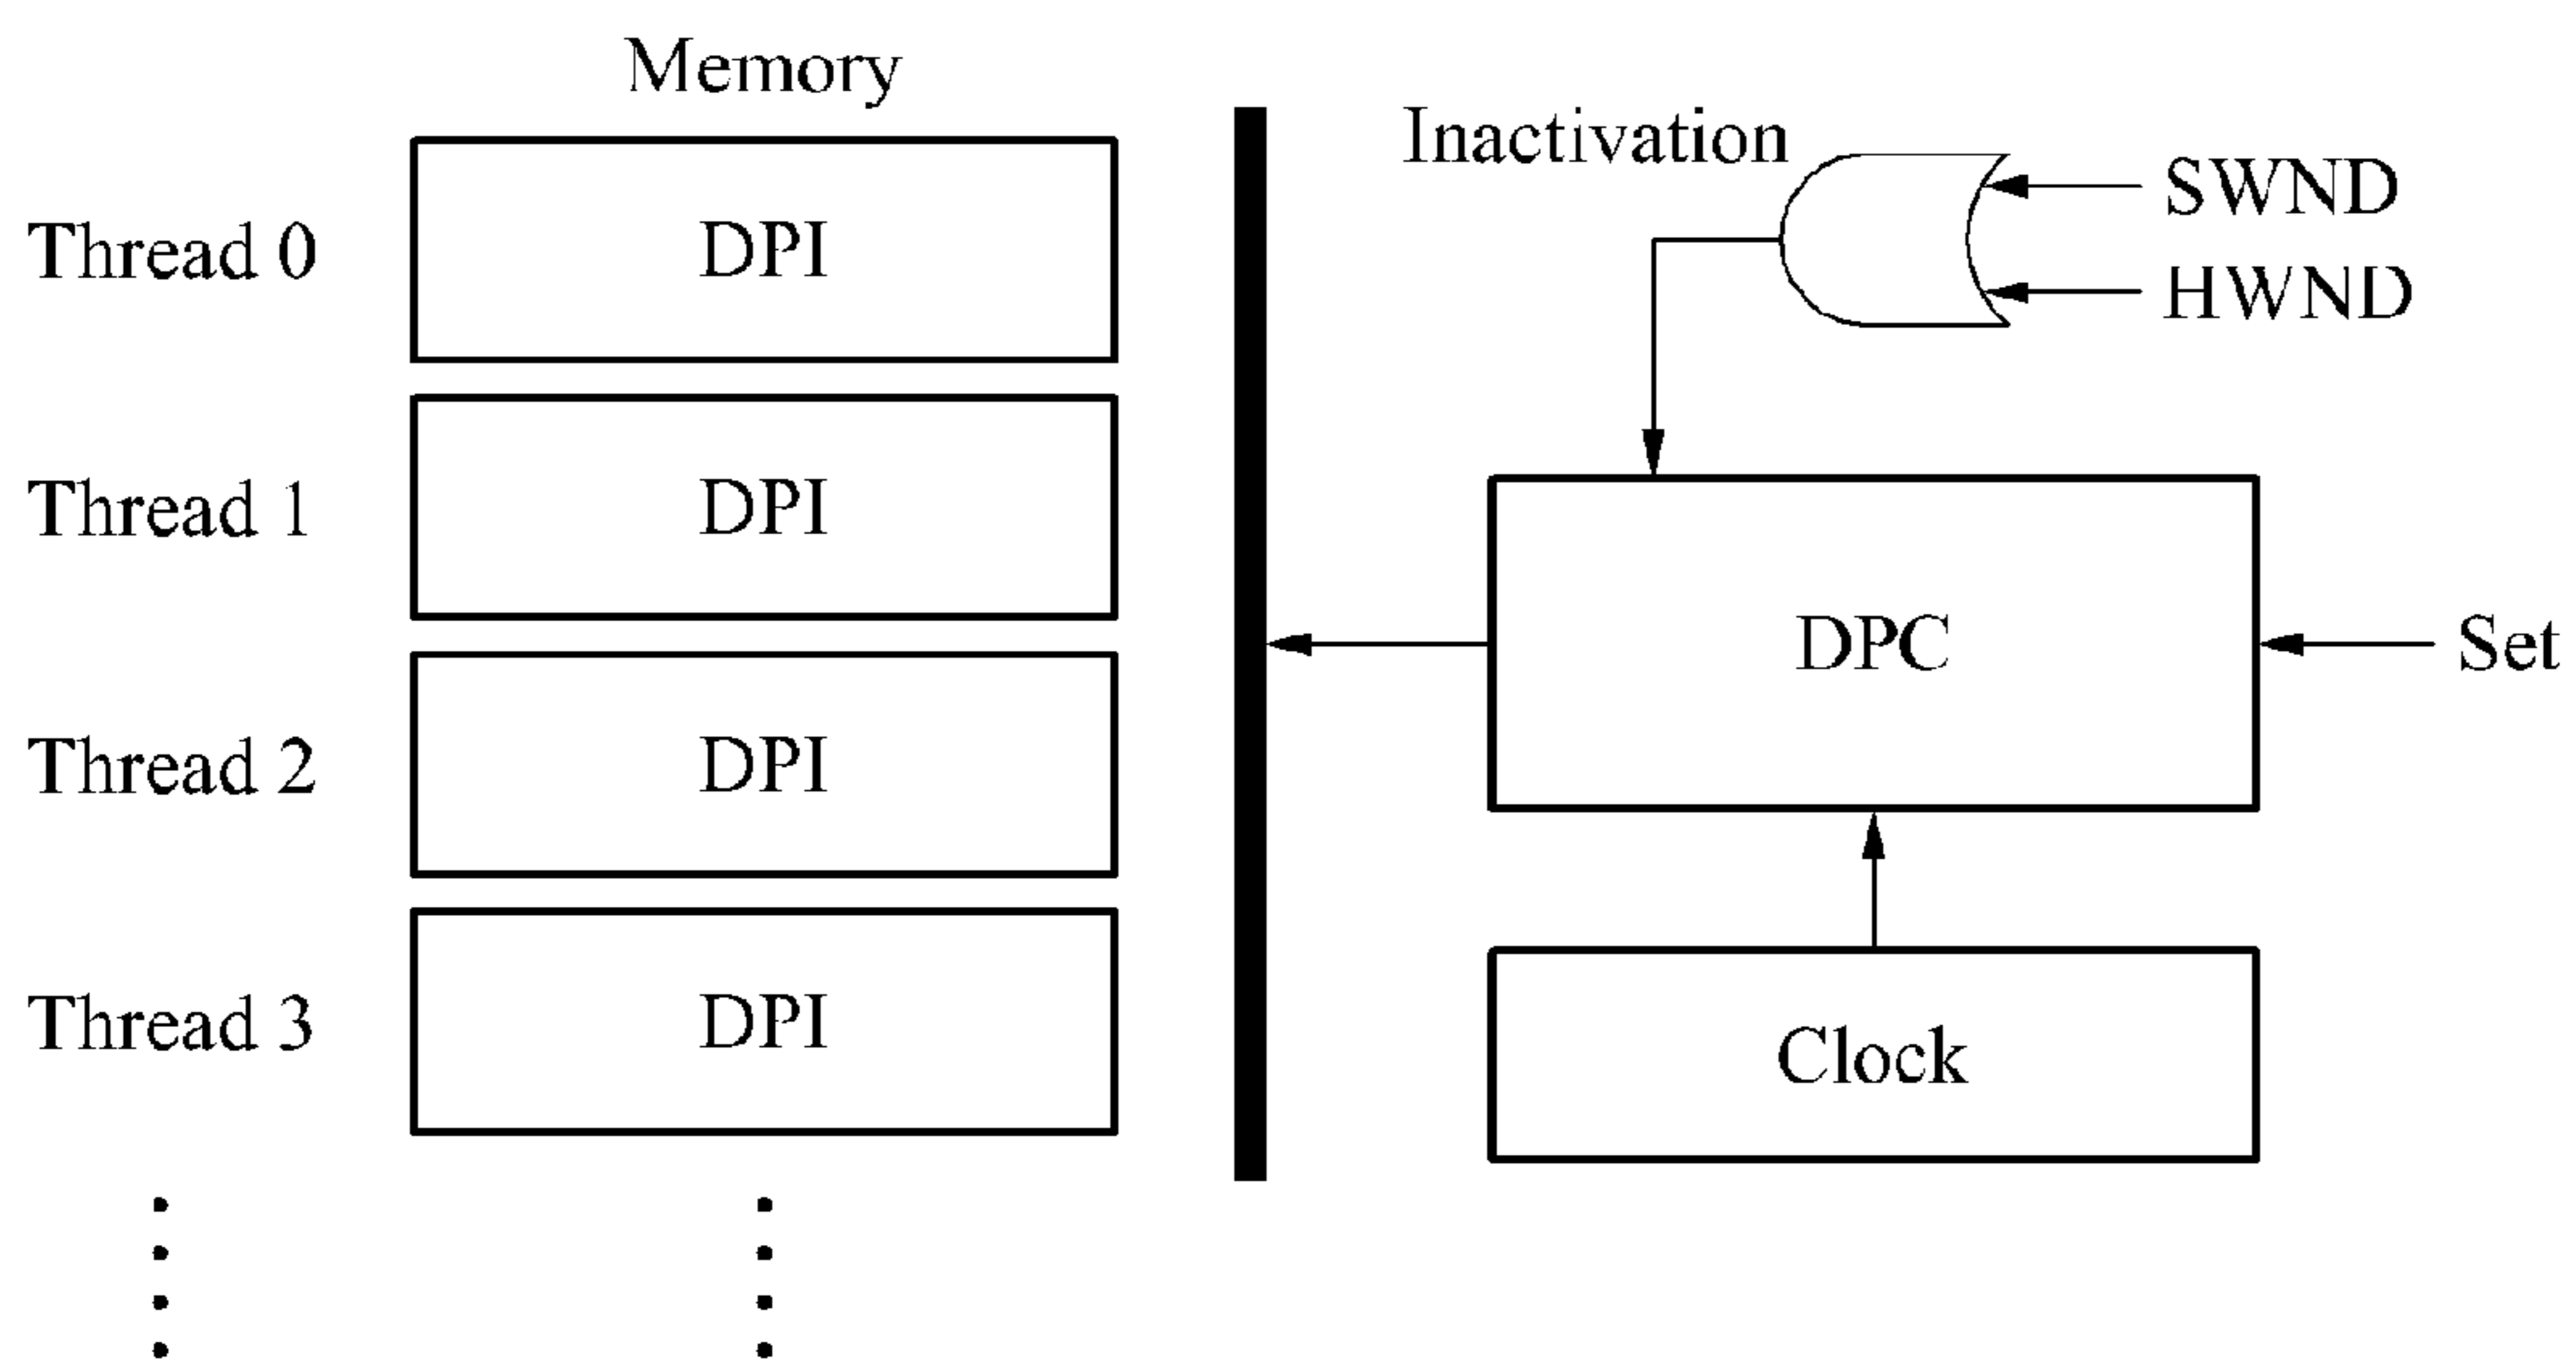 Memory
Inactivation
SWND
HWND
Thread 0
DPI
Thread 1
DPI
DPC
Set
Thread 2
DPI
Thread 3
DPI
Clock